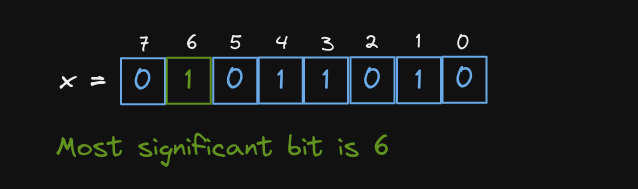 7 6 5 4 3 2 1 0
x = 0 1 0 1 1 0 1 0
Most significant bit is 6